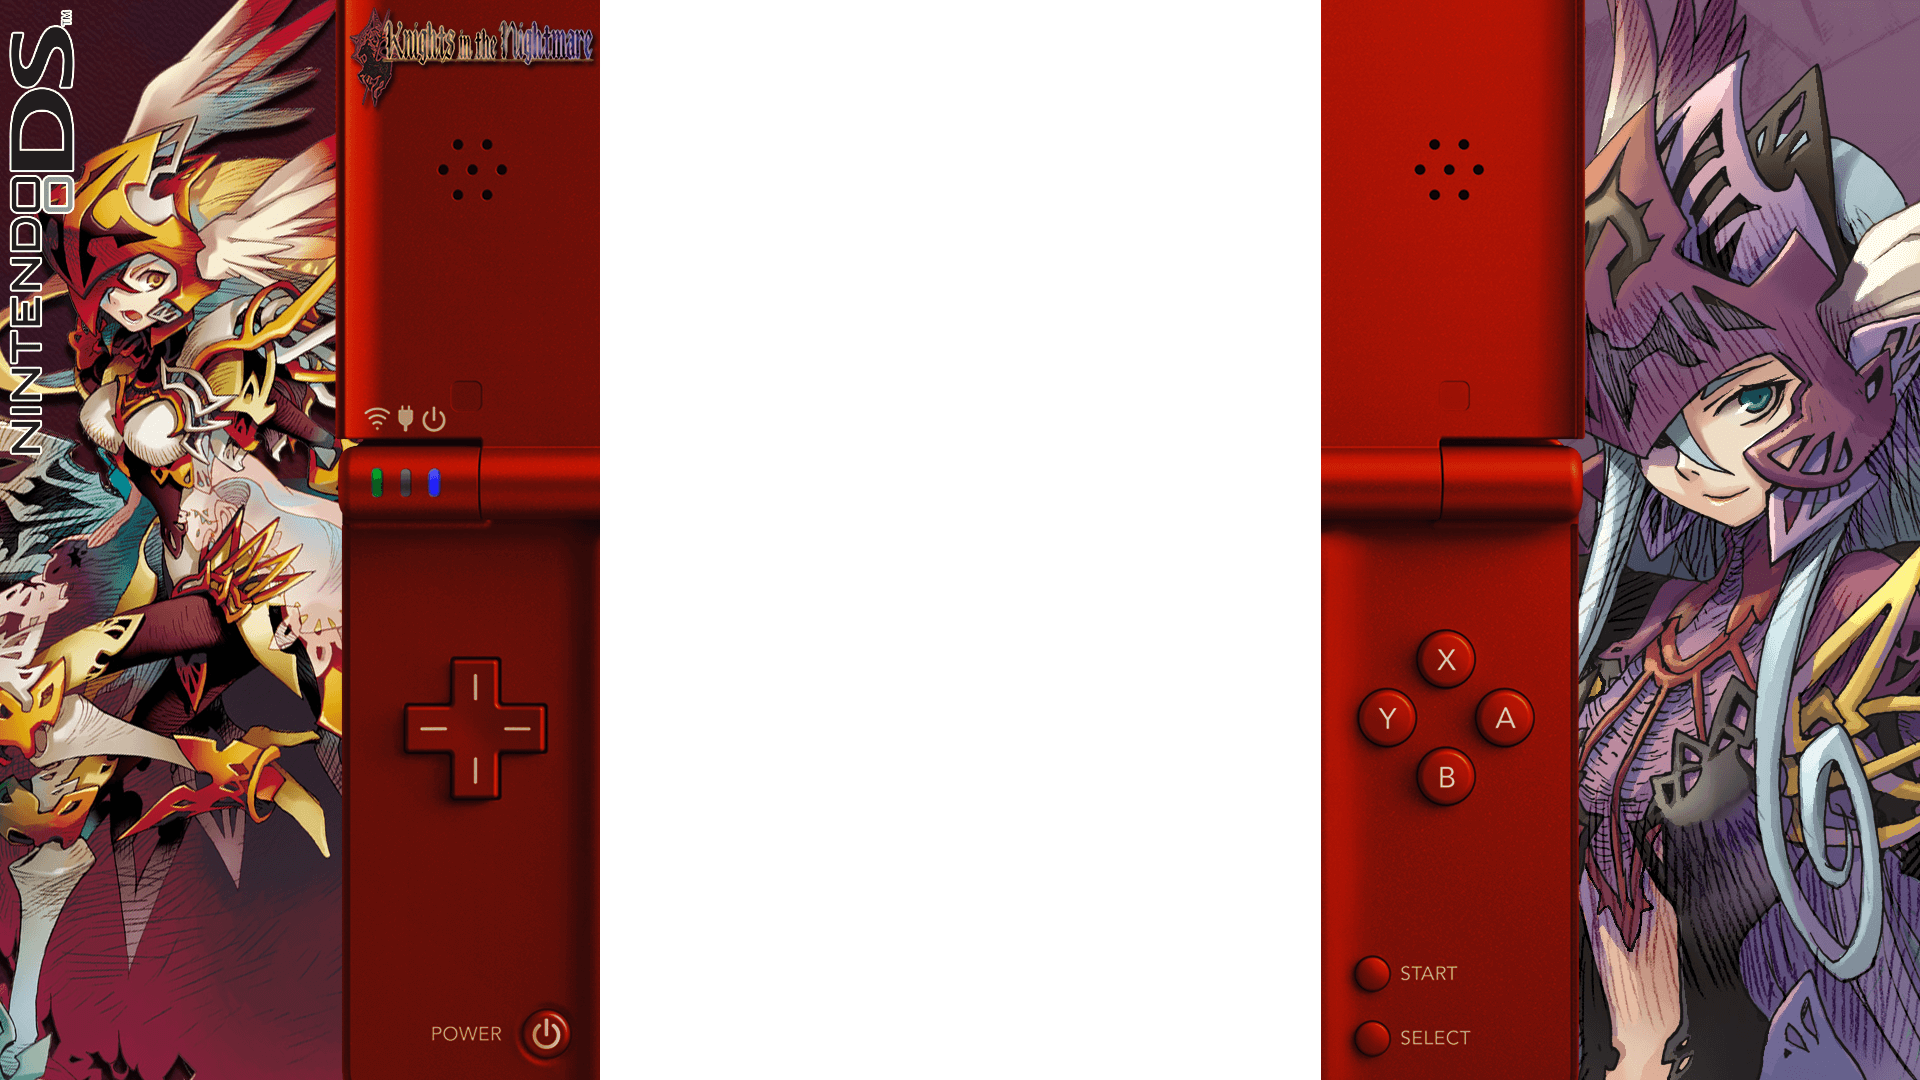 NINTENDO DS™
Knights in the Nightmare
X
Y
A
B
START
SELECT
POWER